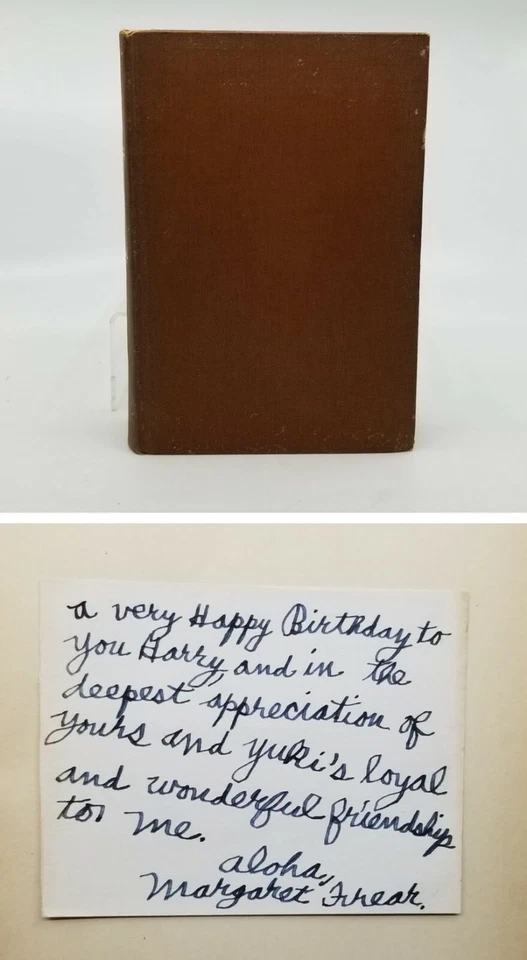 a very Happy Birthday to
you Harry, and in the
deepest appreciation of
yours and Yuki's loyal
and wonderful friendship
to me.
aloha,
Margaret Frear.